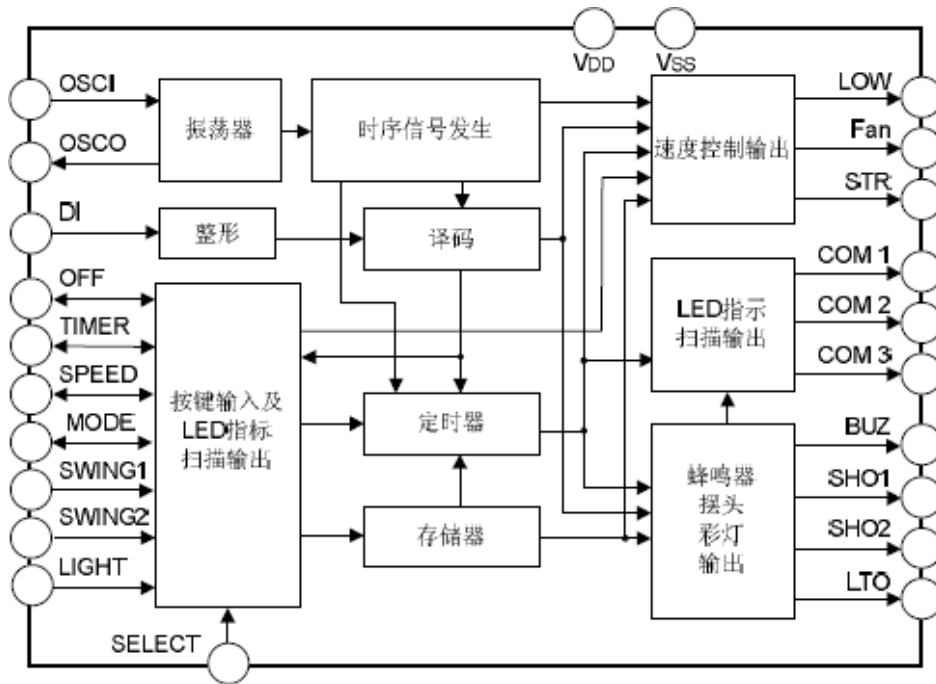 VDD
VSS
OSCI
OSCO
DI
OFF
TIMER
SPEED
MODE
SWING1
SWING2
LIGHT
SELECT
振荡器
时序信号发生
整形
译码
按键输入及
LED指标
扫描输出
定时器
存储器
速度控制输出
LED指示
扫描输出
蜂鸣器
摆头
彩灯
输出
LOW
Fan
STR
COM 1
COM 2
COM 3
BUZ
SHO1
SHO2
LTO